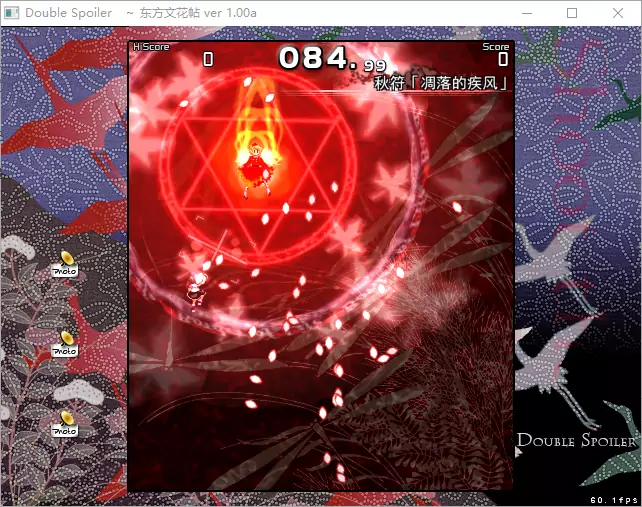 Double Spoiler ~ 东方文花帖 ver 1.00a
HiScore
0
084.99
Score
0
秋符「凋落的疾风」
Photo
Photo
Photo
Shoot
DOUBLE SPOILER
60.1fps